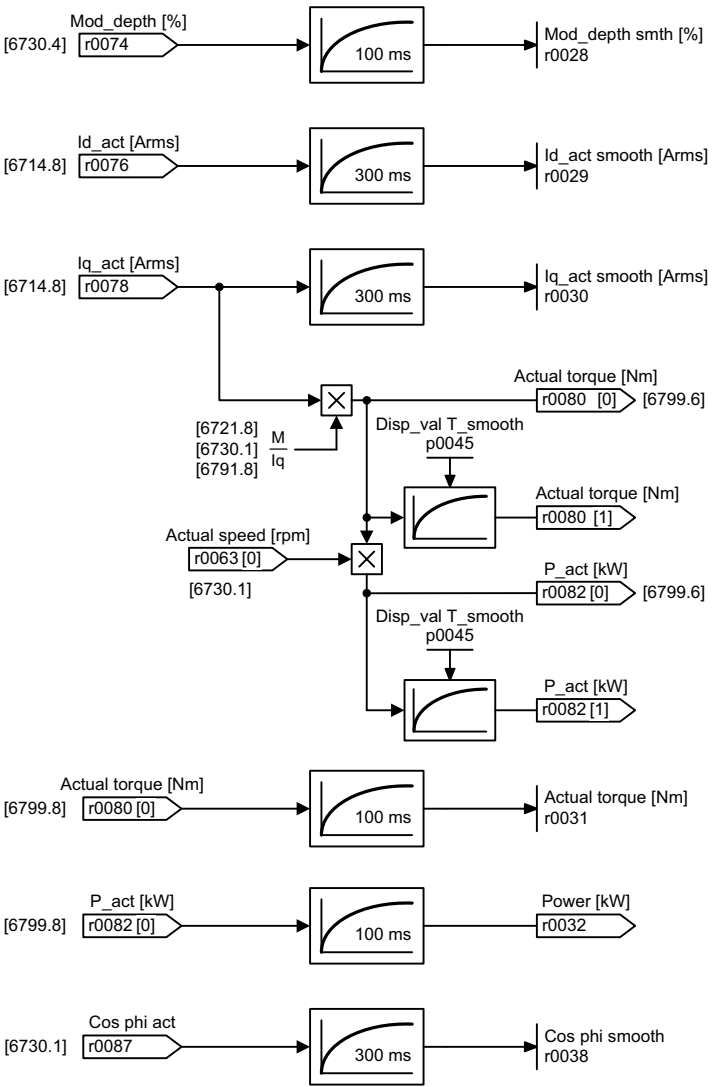 Mod_depth [%]
[6730.4] r0074
100 ms
Mod_depth smth [%]
r0028
Id_act [Arms]
[6714.8] r0076
300 ms
Id_act smooth [Arms]
r0029
Iq_act [Arms]
[6714.8] r0078
300 ms
Iq_act smooth [Arms]
r0030
Actual torque [Nm]
r0080 [0] [6799.6]
[6721.8]
[6730.1]
[6791.8]
M
Iq
Disp_val T_smooth
p0045
Actual torque [Nm]
r0080 [1]
Actual speed [rpm]
r0063 [0]
[6730.1]
P_act [kW]
r0082 [0] [6799.6]
Disp_val T_smooth
p0045
P_act [kW]
r0082 [1]
Actual torque [Nm]
[6799.8] r0080 [0]
100 ms
Actual torque [Nm]
r0031
P_act [kW]
[6799.8] r0082 [0]
100 ms
Power [kW]
r0032
Cos phi act
[6730.1] r0087
300 ms
Cos phi smooth
r0038